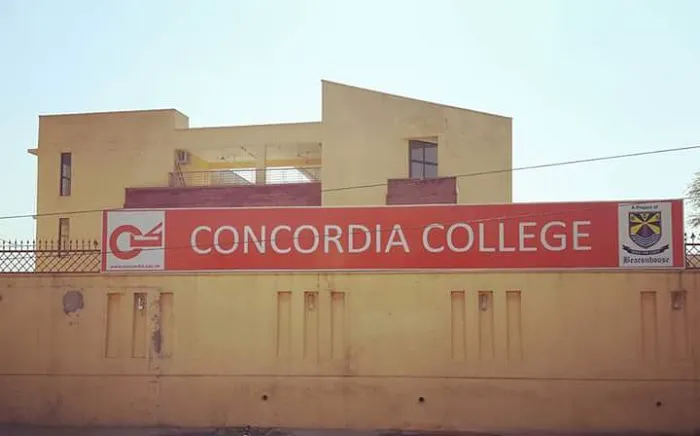 CONCORDIA COLLEGE
A Project of
Beaconhouse